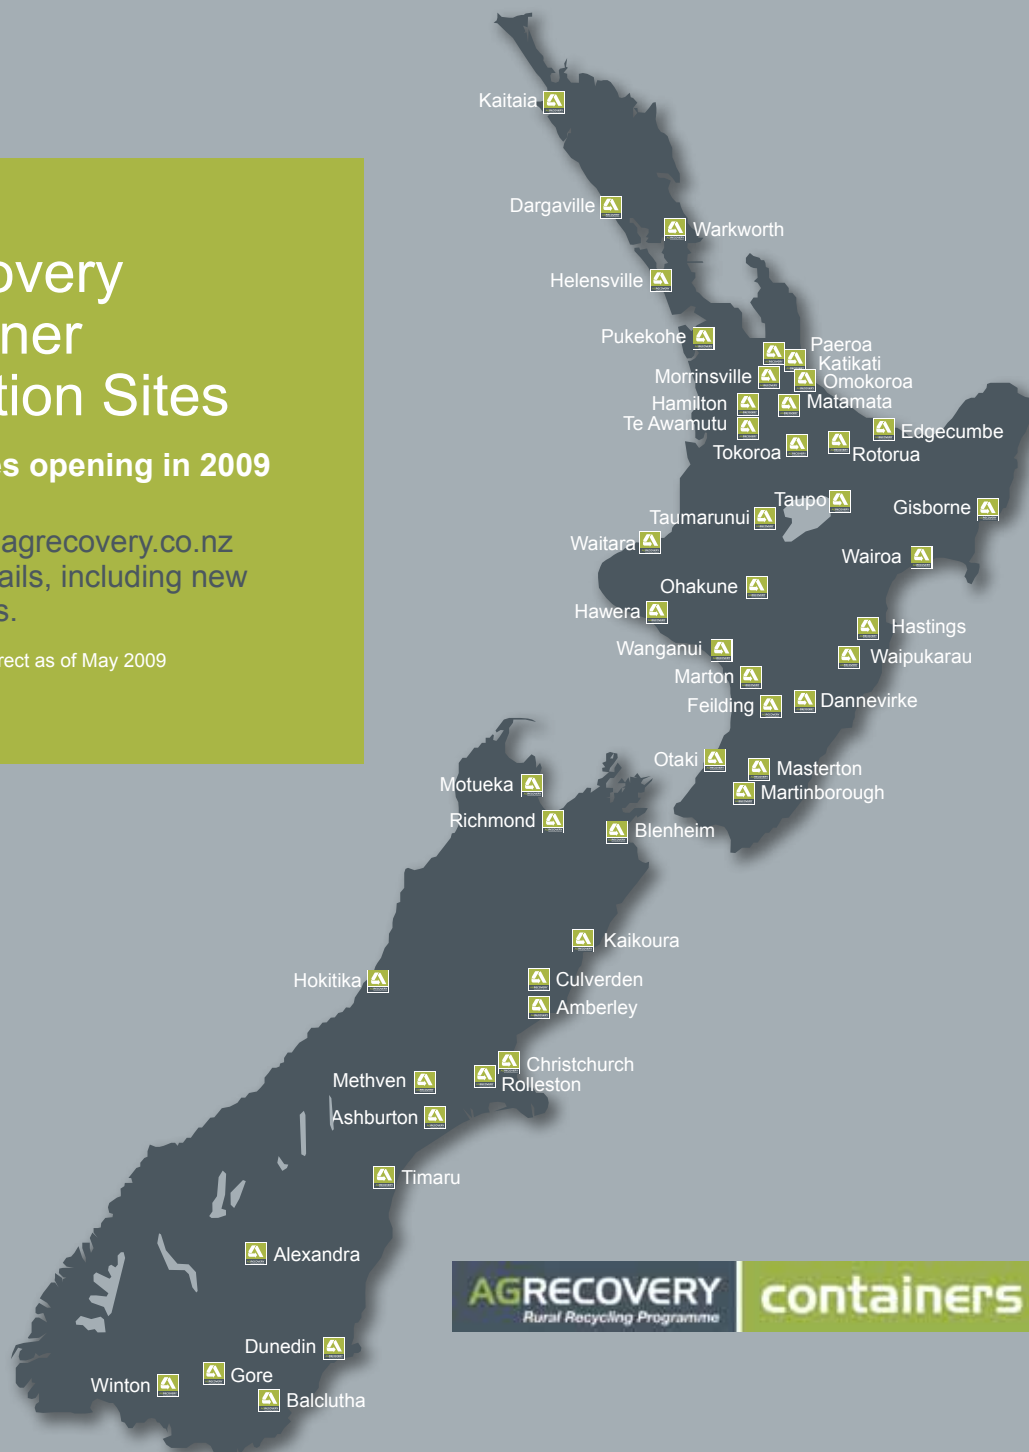 overy
ner
tion Sites
es opening in 2009
agrecovery.co.nz
ails, including new
s.
rect as of May 2009
Kaitaia
Dargaville
Warkworth
Helensville
Pukekohe
Paeroa
Katikati
Morrinsville
Omokoroa
Hamilton
Matamata
Te Awamutu
Edgecumbe
Tokoroa
Rotorua
Taupo
Gisborne
Taumarunui
Waitara
Wairoa
Ohakune
Hawera
Hastings
Wanganui
Waipukarau
Marton
Feilding
Dannevirke
Otaki
Masterton
Motueka
Martinborough
Richmond
Blenheim
Kaikoura
Hokitika
Culverden
Amberley
Christchurch
Methven
Rolleston
Ashburton
Timaru
Alexandra
AGRECOVERY
Rural Recycling Programme
containers
Dunedin
Gore
Winton
Balclutha